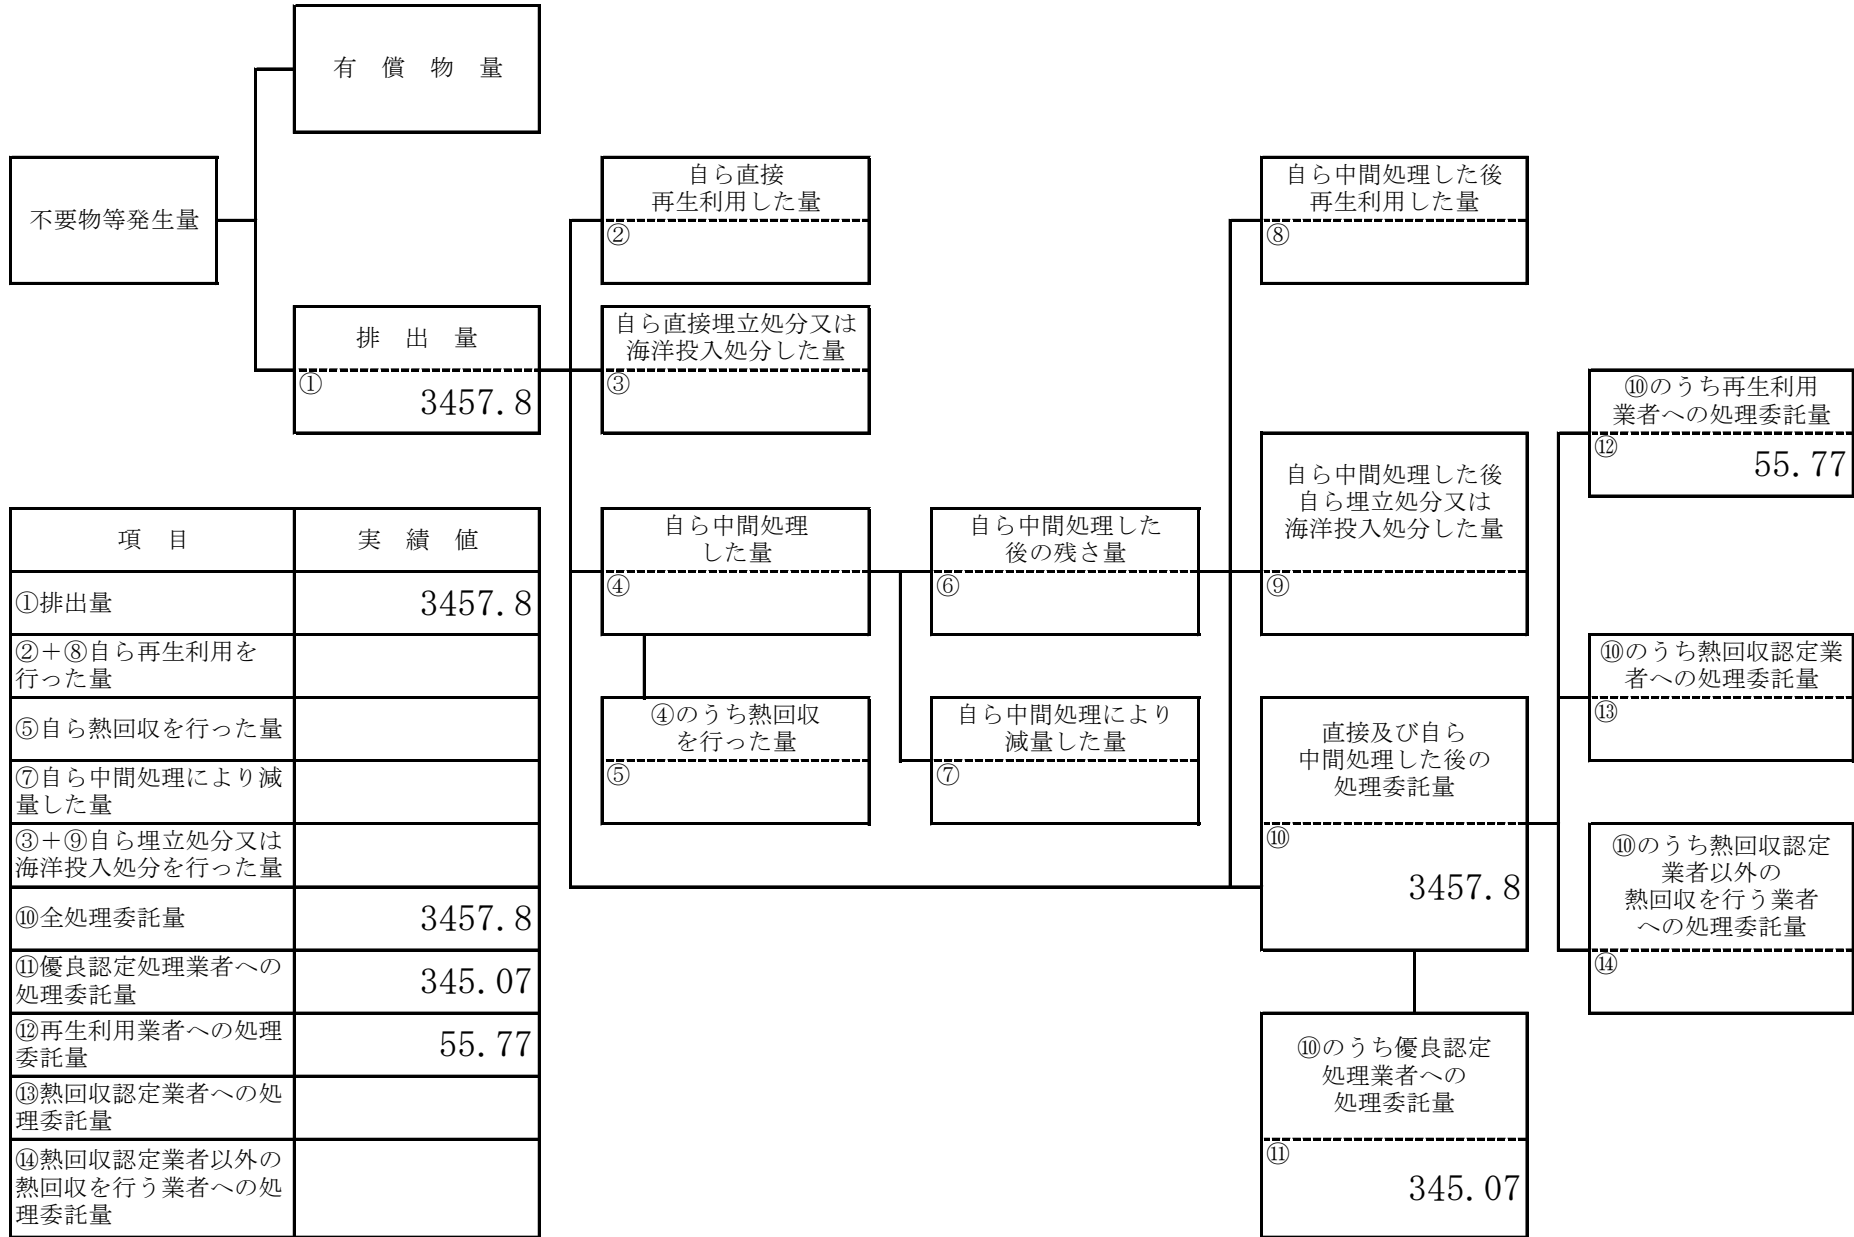 有　償　物　量
不要物等発生量
排　出　量
①
3457.8
自ら直接
再生利用した量
②
自ら直接埋立処分又は
海洋投入処分した量
③
自ら中間処理
した量
④
④のうち熱回収
を行った量
⑤
自ら中間処理した
後の残さ量
⑥
自ら中間処理により
減量した量
⑦
自ら中間処理した後
再生利用した量
⑧
自ら中間処理した後
自ら埋立処分又は
海洋投入処分した量
⑨
直接及び自ら
中間処理した後の
処理委託量
⑩
3457.8
⑩のうち優良認定
処理業者への
処理委託量
⑪
345.07
⑩のうち再生利用
業者への処理委託量
⑫
55.77
⑩のうち熱回収認定業
者への処理委託量
⑬
⑩のうち熱回収認定
業者以外の
熱回収を行う業者
への処理委託量
⑭
項　目　実　績　値
①排出量 3457.8
②＋⑧自ら再生利用を
行った量
⑤自ら熱回収を行った量
⑦自ら中間処理により減
量した量
③＋⑨自ら埋立処分又は
海洋投入処分を行った量
⑩全処理委託量 3457.8
⑪優良認定処理業者への
処理委託量 345.07
⑫再生利用業者への処理
委託量 55.77
⑬熱回収認定業者への処
理委託量
⑭熱回収認定業者以外の
熱回収を行う業者への処
理委託量